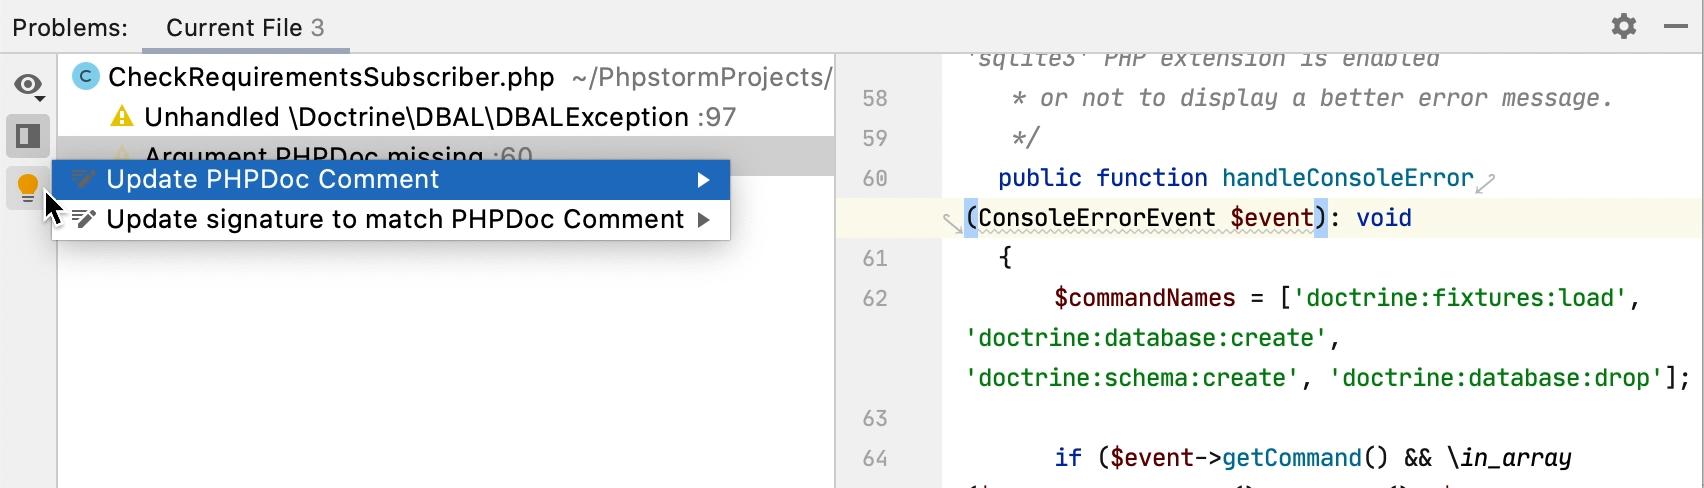 Problems: Current File 3
C CheckRequirementsSubscriber.php ~/PhpstormProjects/
Unhandled \Doctrine\DBAL\DBALException :97
Argument PHPDoc missing :60
Update PHPDoc Comment
Update signature to match PHPDoc Comment
'sqlite3' PHP extension is enabled
58 * or not to display a better error message.
59 */
60 public function handleConsoleError
(ConsoleErrorEvent $event): void
61 {
62 $commandNames = ['doctrine:fixtures:load',
'doctrine:database:create',
'doctrine:schema:create', 'doctrine:database:drop'];
63
64 if ($event->getCommand() && \in_array